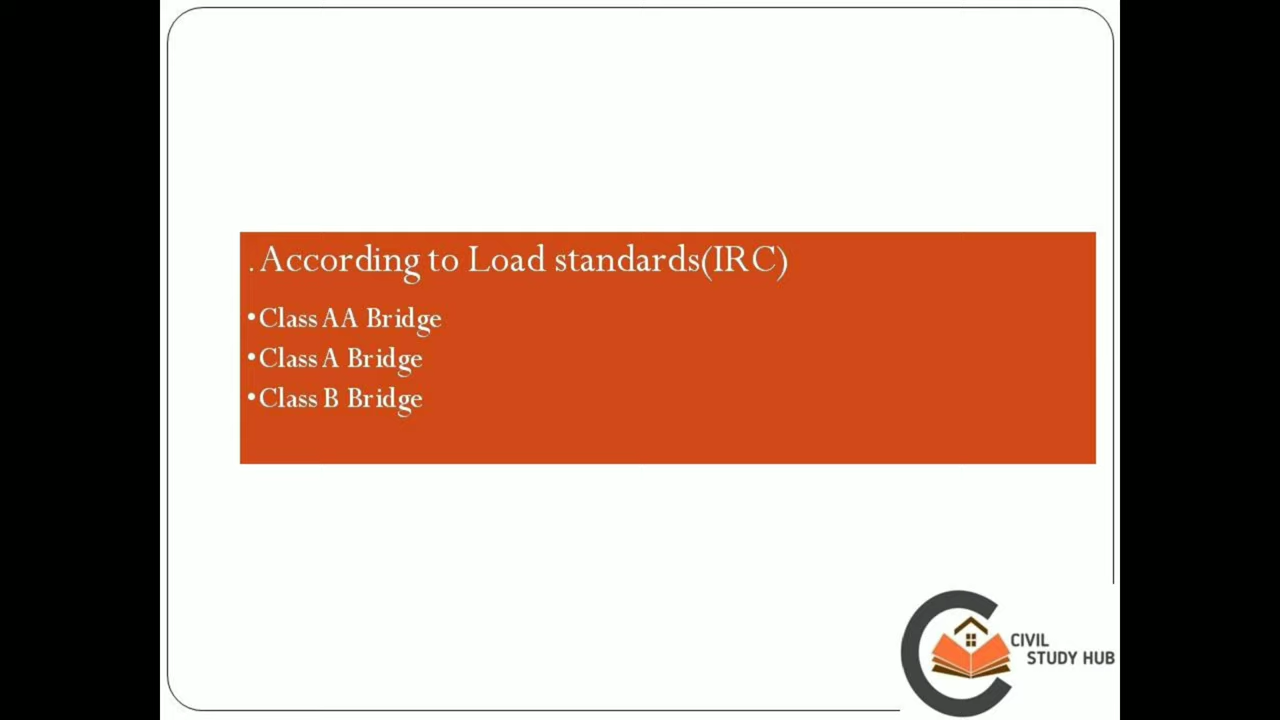 . According to Load standards(IRC)
•Class AA Bridge
•Class A Bridge
•Class B Bridge
CIVIL
STUDY HUB